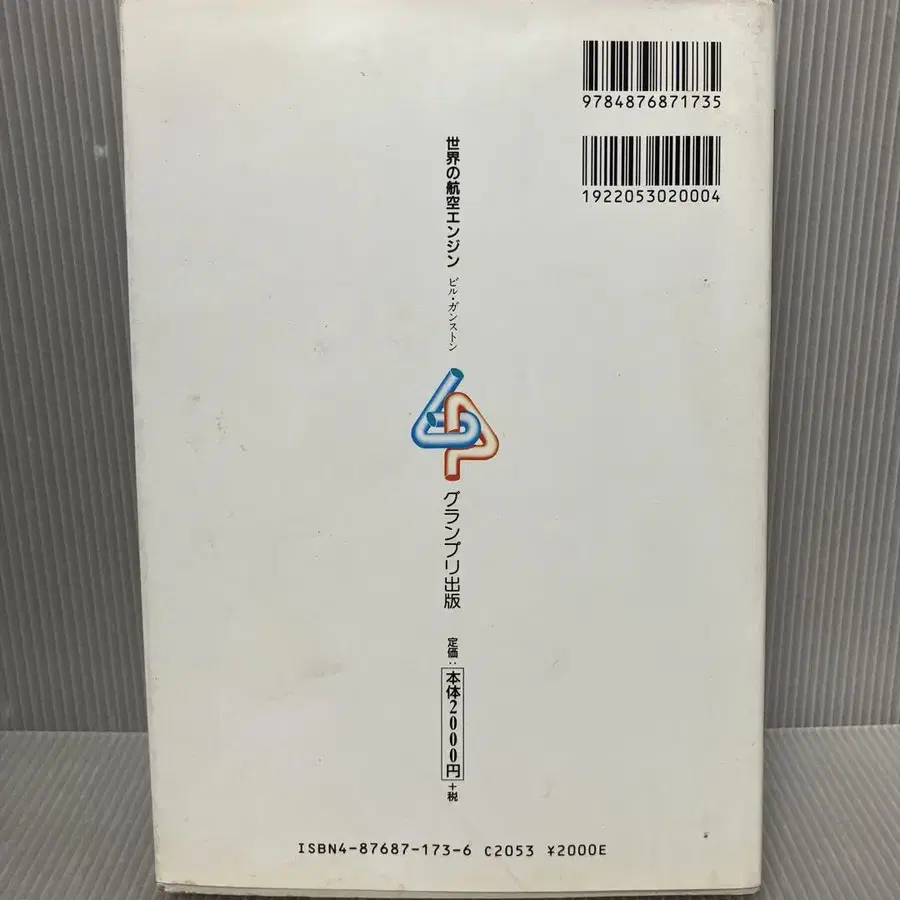 9784876871735
1922053020004
世界の航空エンジン
ビル・ガンストン
グランプリ出版
定価:
本体2000円
+税
ISBN4-87687-173-6 C2053 ¥2000E